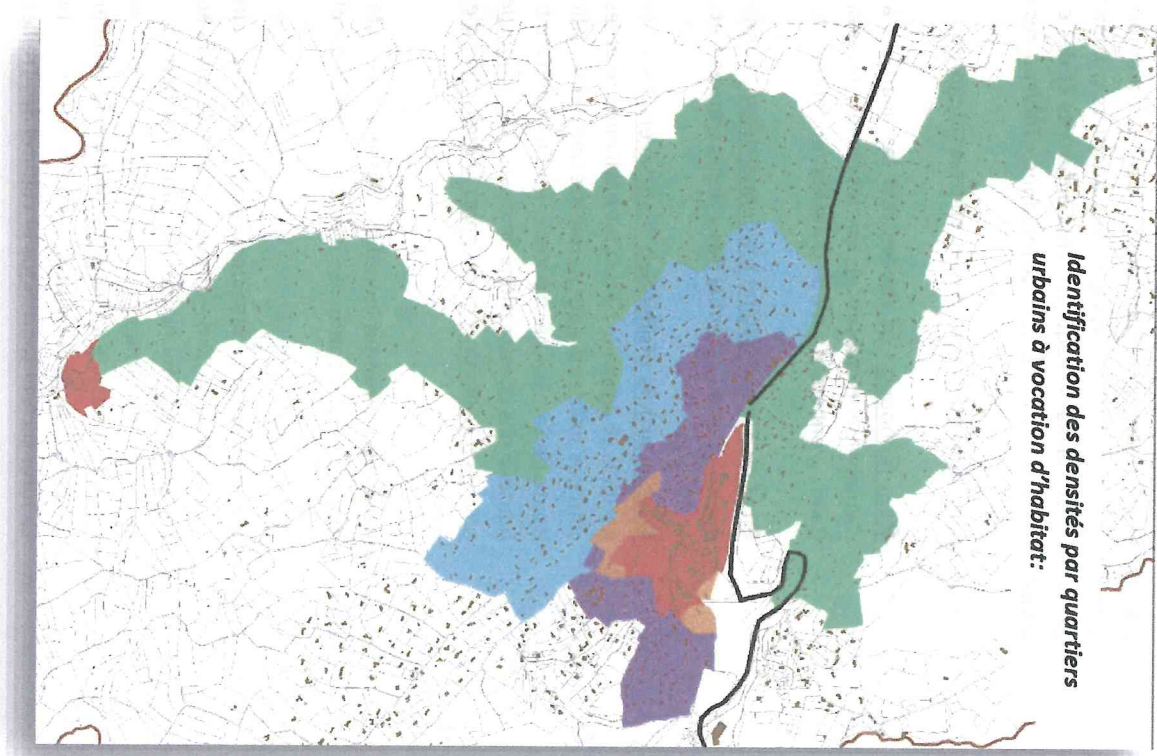 Identification des densités par quartiers
urbains à vocation d'habitat: